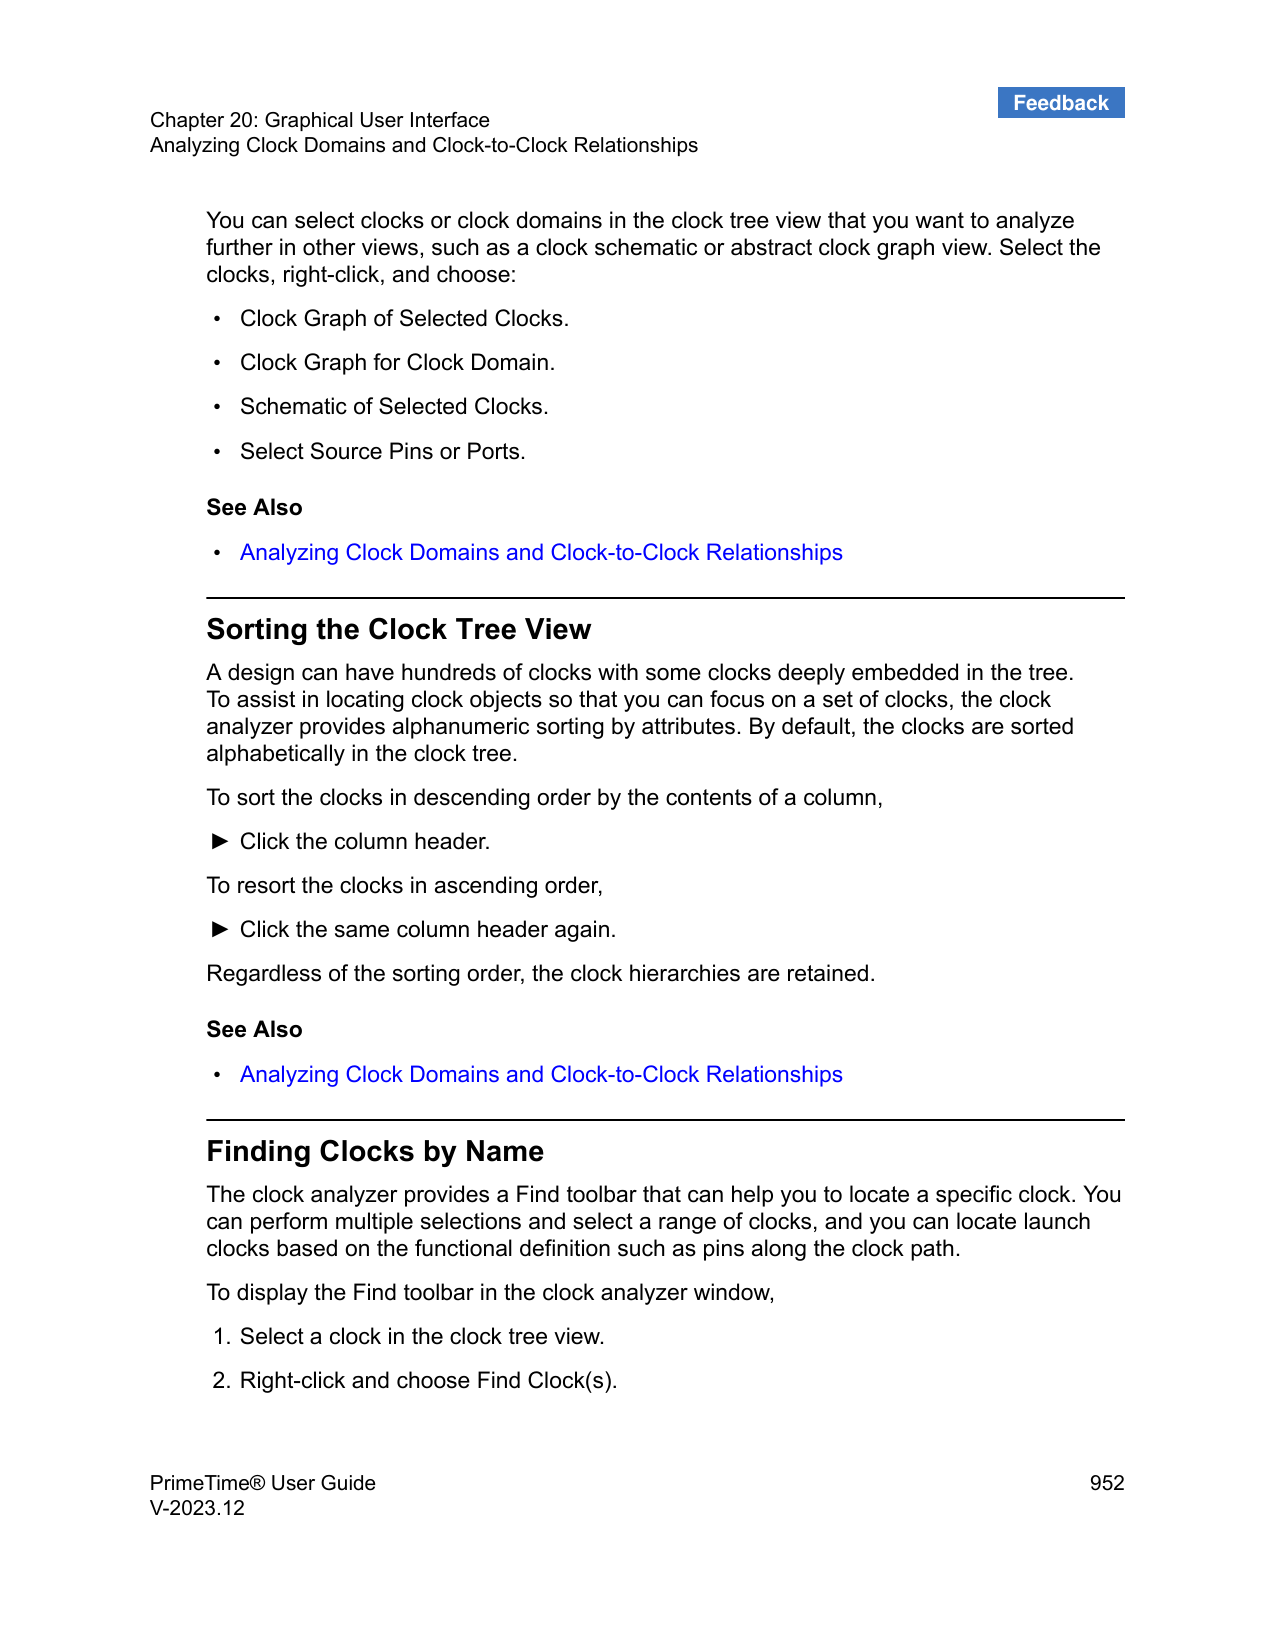 Feedback
Chapter 20: Graphical User Interface
Analyzing Clock Domains and Clock-to-Clock Relationships
You can select clocks or clock domains in the clock tree view that you want to analyze
further in other views, such as a clock schematic or abstract clock graph view. Select the
clocks, right-click, and choose:
• Clock Graph of Selected Clocks.
• Clock Graph for Clock Domain.
• Schematic of Selected Clocks.
• Select Source Pins or Ports.
See Also
• Analyzing Clock Domains and Clock-to-Clock Relationships
Sorting the Clock Tree View
A design can have hundreds of clocks with some clocks deeply embedded in the tree.
To assist in locating clock objects so that you can focus on a set of clocks, the clock
analyzer provides alphanumeric sorting by attributes. By default, the clocks are sorted
alphabetically in the clock tree.
To sort the clocks in descending order by the contents of a column,
► Click the column header.
To resort the clocks in ascending order,
► Click the same column header again.
Regardless of the sorting order, the clock hierarchies are retained.
See Also
• Analyzing Clock Domains and Clock-to-Clock Relationships
Finding Clocks by Name
The clock analyzer provides a Find toolbar that can help you to locate a specific clock. You
can perform multiple selections and select a range of clocks, and you can locate launch
clocks based on the functional definition such as pins along the clock path.
To display the Find toolbar in the clock analyzer window,
1. Select a clock in the clock tree view.
2. Right-click and choose Find Clock(s).
PrimeTime® User Guide 952
V-2023.12